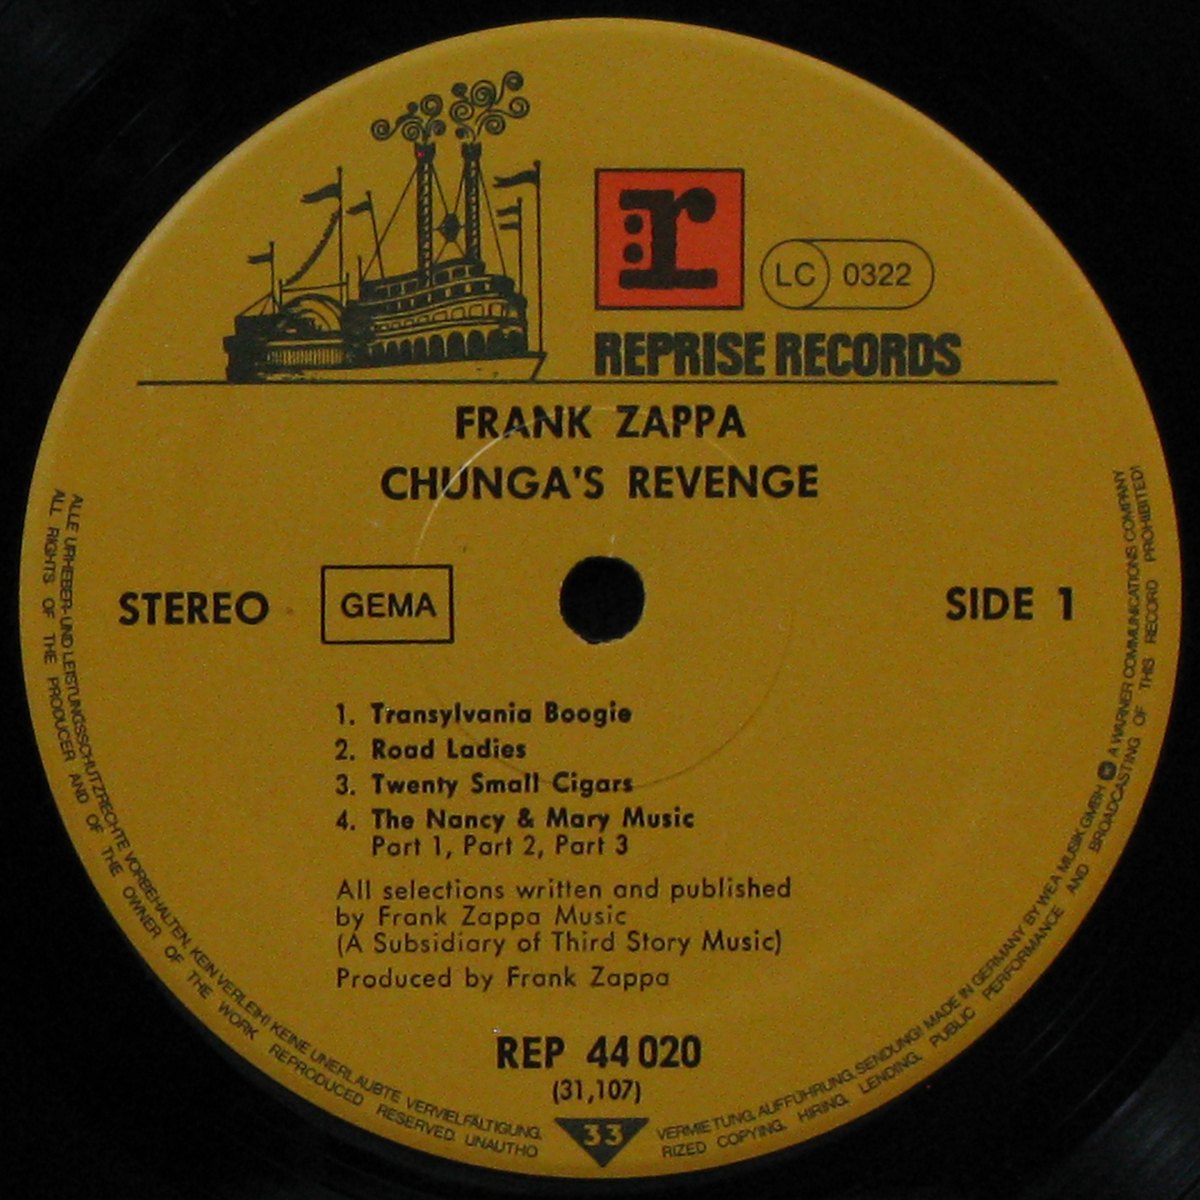 r
LC 0322
REPRISE RECORDS
FRANK ZAPPA
CHUNGA'S REVENGE
STEREO
GEMA
SIDE 1
1. Transylvania Boogie
2. Road Ladies
3. Twenty Small Cigars
4. The Nancy & Mary Music
Part 1, Part 2, Part 3
All selections written and published
by Frank Zappa Music
(A Subsidiary of Third Story Music)
Produced by Frank Zappa
REP 44 020
(31,107)
33
ALLE URHEBER- UND LEISTUNGSSCHUTZRECHTE VORBEHALTEN. KEIN VERLEIH! KEINE UNERLAUBTE VERVIELFÄLTIGUNG, VERMIETUNG, AUFFÜHRUNG, SENDUNG! MADE IN GERMANY BY WEA MUSIK GMBH A WARNER COMMUNICATIONS COMPANY
ALL RIGHTS OF THE PRODUCER AND OF THE OWNER OF THE WORK REPRODUCED RESERVED. UNAUTHORIZED COPYING, HIRING, LENDING, PUBLIC PERFORMANCE AND BROADCASTING OF THIS RECORD PROHIBITED!